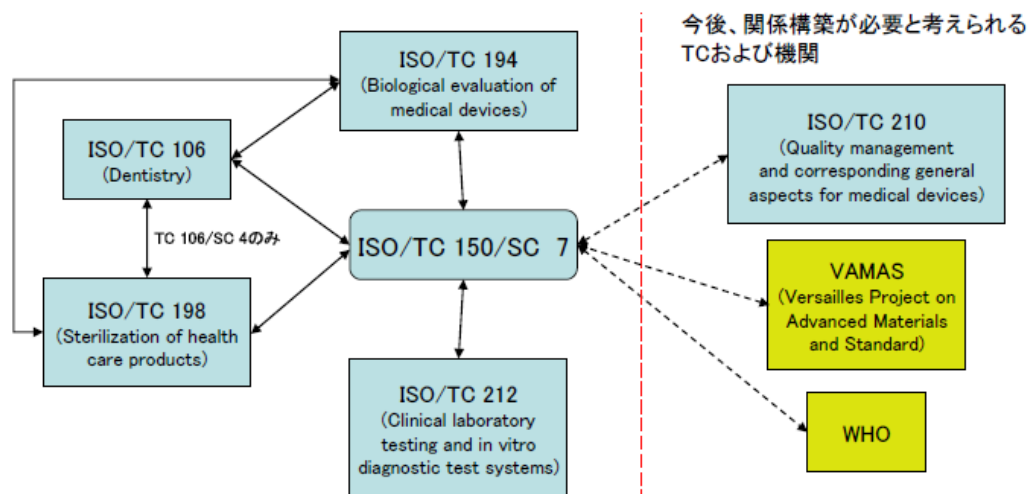 今後、関係構築が必要と考えられる
TCおよび機関
ISO/TC 194
(Biological evaluation of
medical devices)
ISO/TC 106
(Dentistry)
TC 106/SC 4のみ
ISO/TC 198
(Sterilization of health
care products)
ISO/TC 150/SC 7
ISO/TC 212
(Clinical laboratory
testing and in vitro
diagnostic test systems)
ISO/TC 210
(Quality management
and corresponding general
aspects for medical devices)
VAMAS
(Versailles Project on
Advanced Materials
and Standard)
WHO